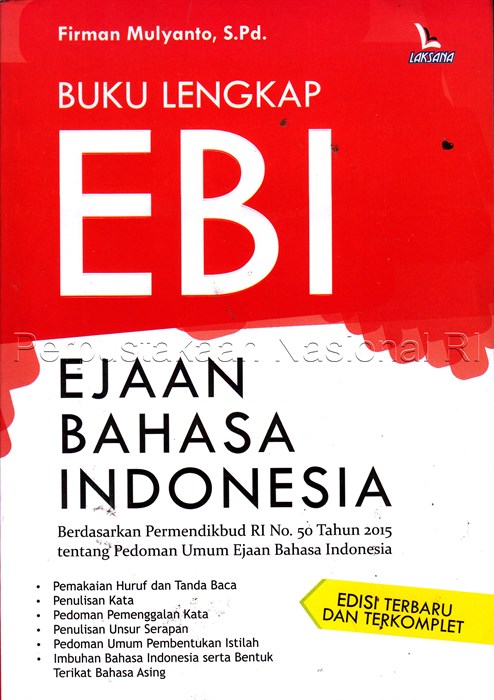 Firman Mulyanto, S.Pd.
LAKSANA
BUKU LENGKAP
EBI
Perpustakaan Nasional RI
EJAAN
BAHASA
INDONESIA
Berdasarkan Permendikbud RI No. 50 Tahun 2015
tentang Pedoman Umum Ejaan Bahasa Indonesia
• Pemakaian Huruf dan Tanda Baca
• Penulisan Kata
• Pedoman Pemenggalan Kata
• Penulisan Unsur Serapan
• Pedoman Umum Pembentukan Istilah
• Imbuhan Bahasa Indonesia serta Bentuk
Terikat Bahasa Asing
EDISI TERBARU
DAN TERKOMPLET